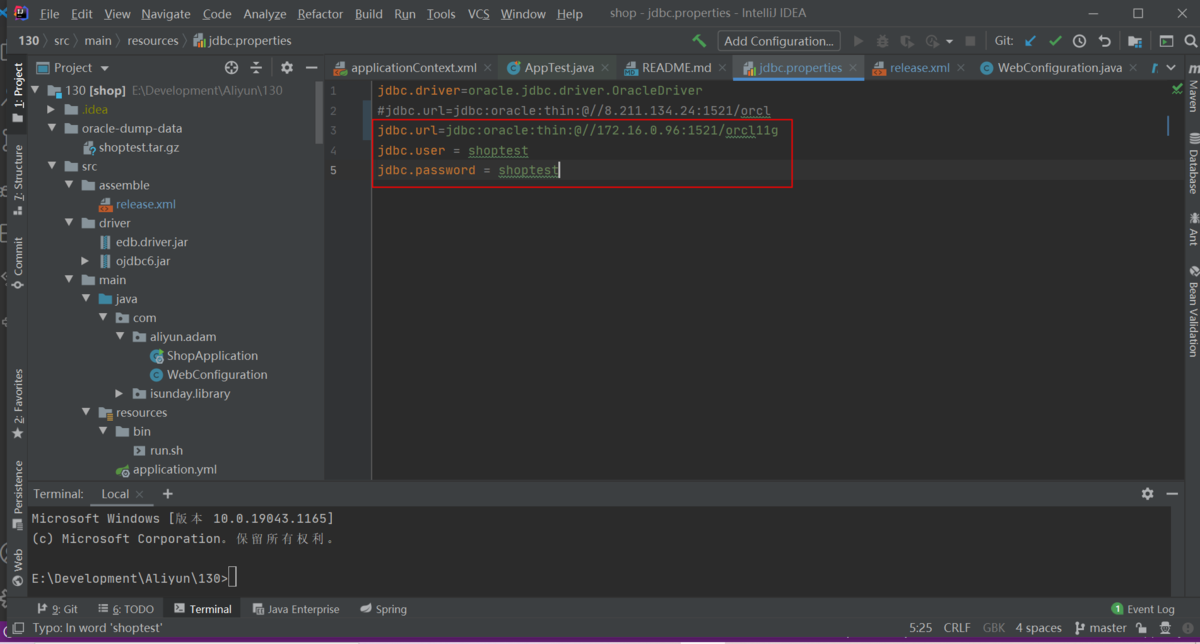 File Edit View Navigate Code Analyze Refactor Build Run Tools VCS Window Help shop - jdbc.properties - IntelliJ IDEA
130 src main resources jdbc.properties Add Configuration... Git:
1: Project
Project
applicationContext.xml AppTest.java README.md jdbc.properties release.xml WebConfiguration.java
130 [shop] E:\Development\Aliyun\130
.idea
oracle-dump-data
shoptest.tar.gz
src
assemble
release.xml
driver
edb.driver.jar
ojdbc6.jar
main
java
com
aliyun.adam
ShopApplication
WebConfiguration
isunday.library
resources
bin
run.sh
application.yml
1 jdbc.driver=oracle.jdbc.driver.OracleDriver
2 #jdbc.url=jdbc:oracle:thin:@//8.211.134.24:1521/orcl
3 jdbc.url=jdbc:oracle:thin:@//172.16.0.96:1521/orcl11g
4 jdbc.user = shoptest
5 jdbc.password = shoptest
7: Structure
Commit
2: Favorites
Persistence
Web
Maven
Database
Ant
Bean Validation
Terminal: Local
Microsoft Windows [版本 10.0.19043.1165]
(c) Microsoft Corporation。保留所有权利。
E:\Development\Aliyun\130>
9: Git 6: TODO Terminal Java Enterprise Spring 1 Event Log
Typo: In word 'shoptest' 5:25 CRLF GBK 4 spaces master